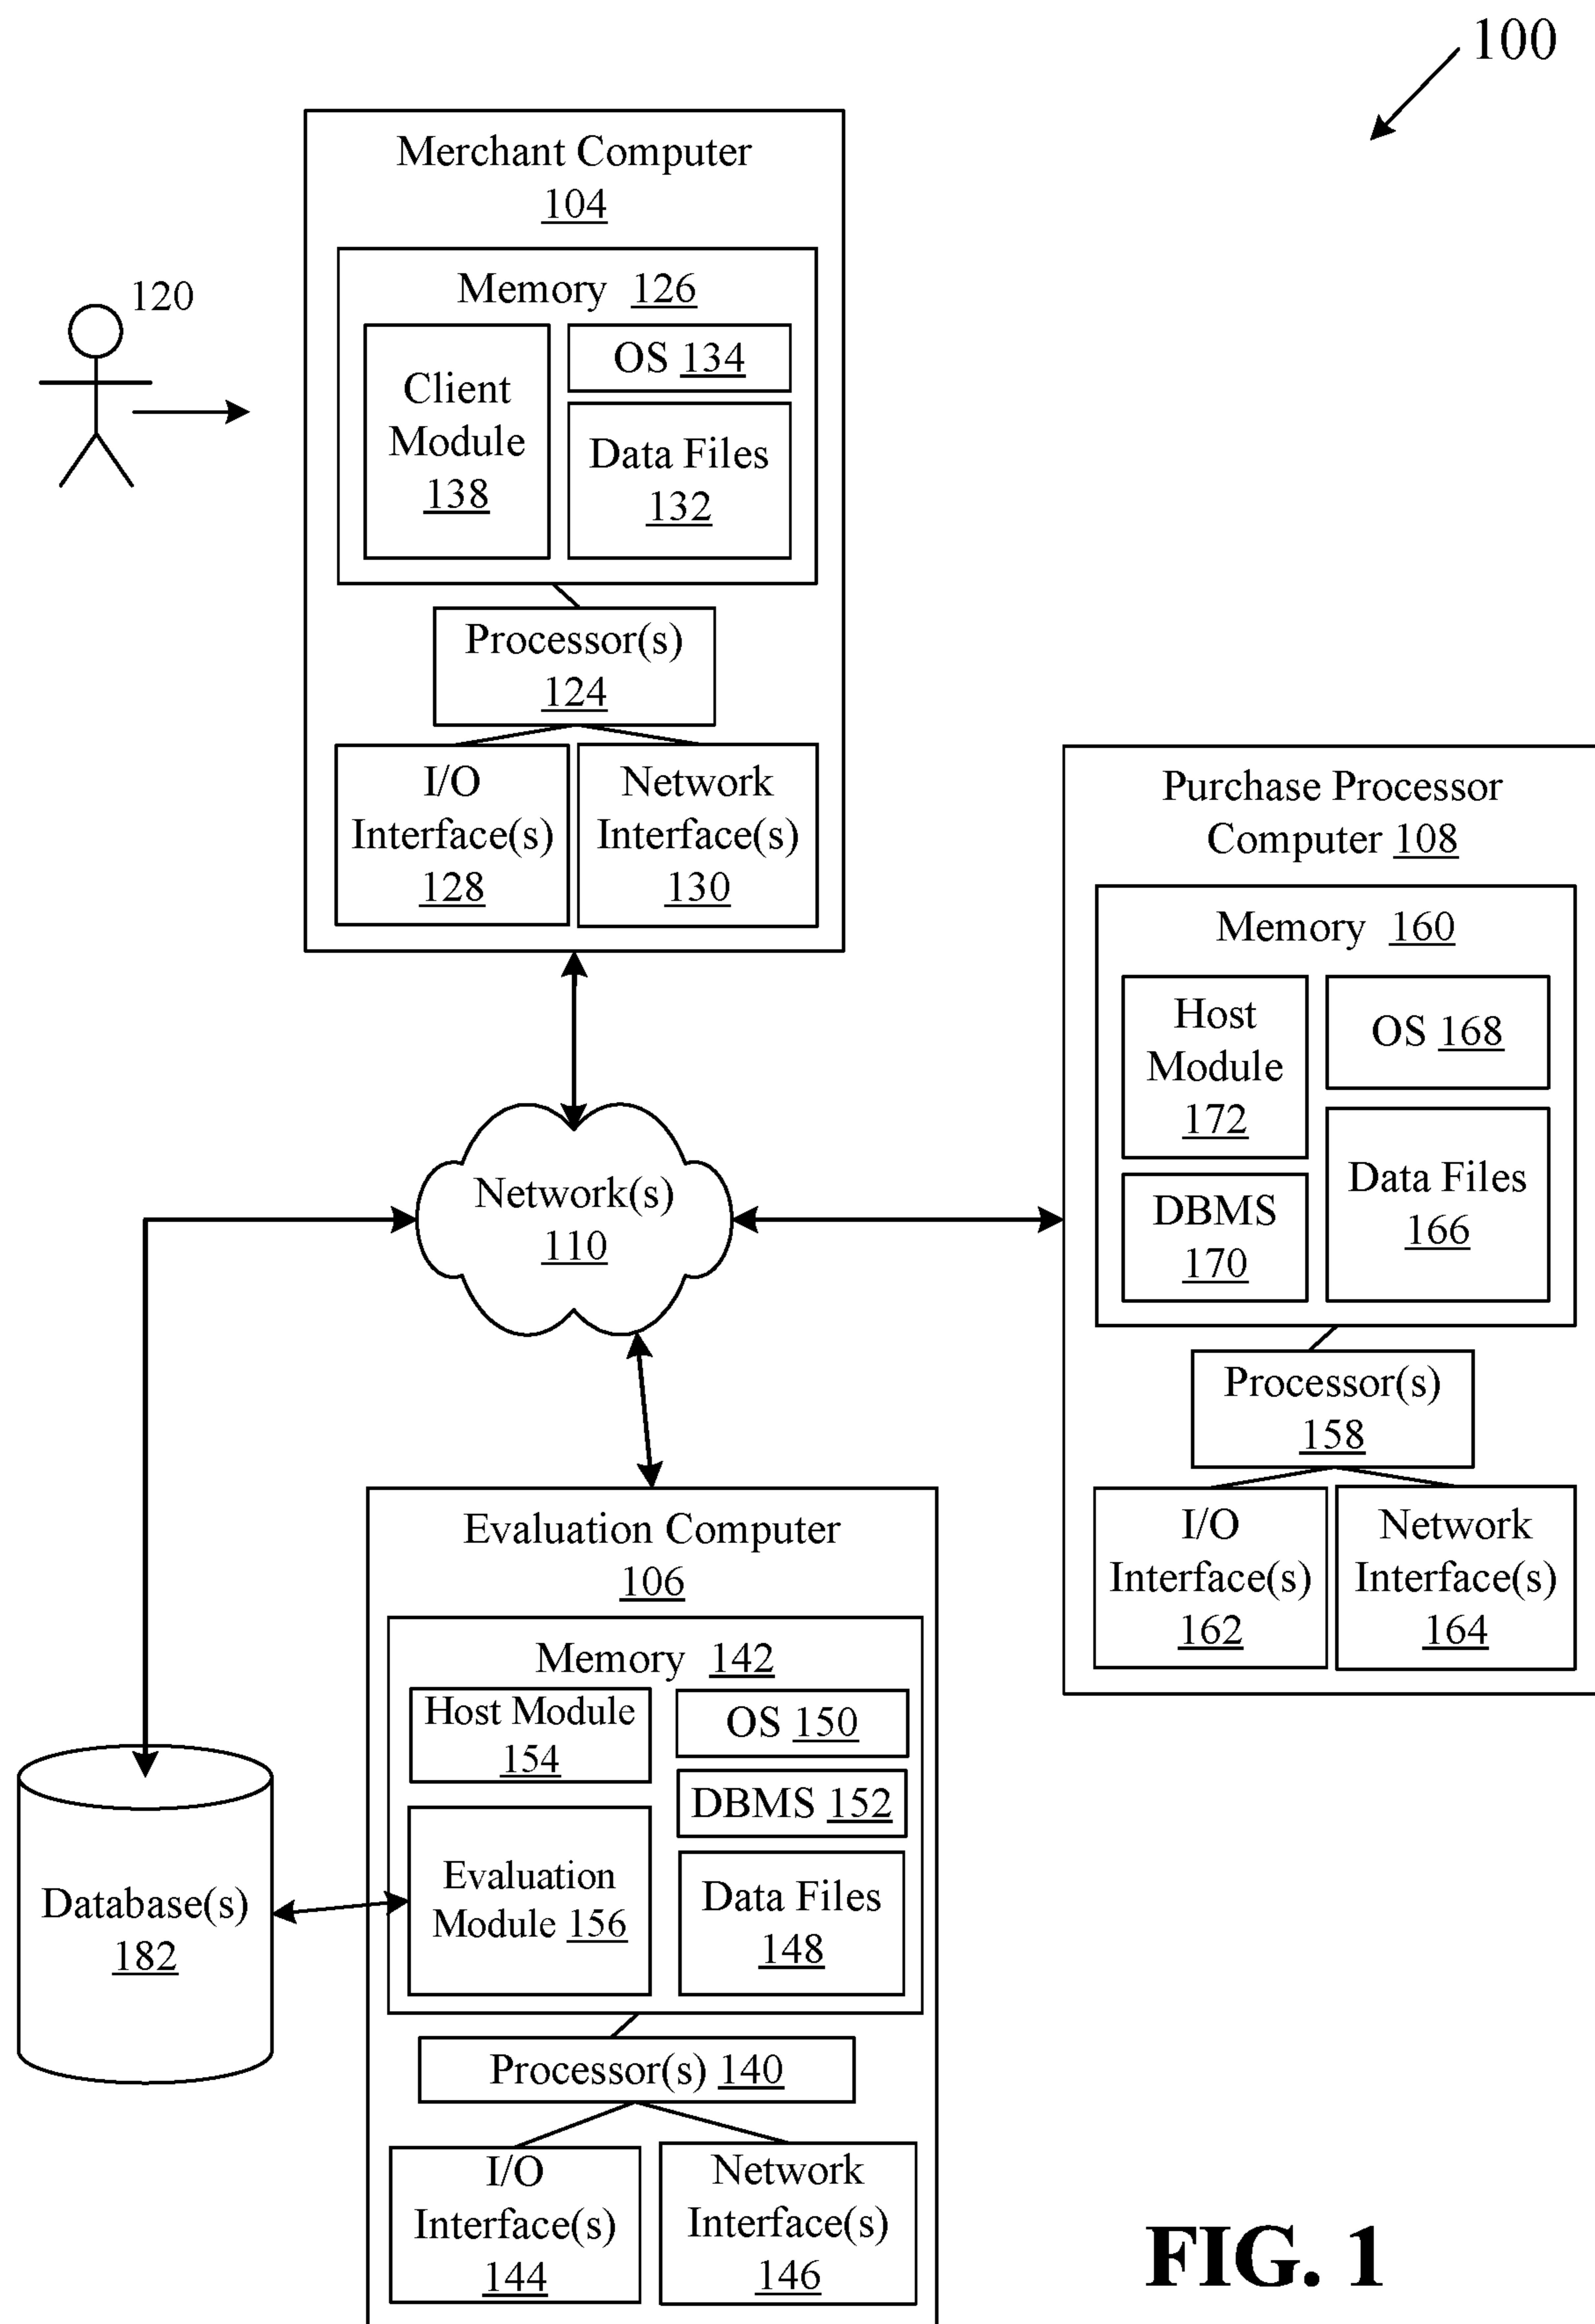 100
Merchant Computer
104
120
Memory 126
Client
Module
138
OS 134
Data Files
132
Processor(s)
124
I/O
Interface(s)
128
Network
Interface(s)
130
Purchase Processor
Computer 108
Memory 160
Host
Module
172
OS 168
DBMS
170
Data Files
166
Processor(s)
158
I/O
Interface(s)
162
Network
Interface(s)
164
Network(s)
110
Evaluation Computer
106
Memory 142
Host Module
154
OS 150
DBMS 152
Evaluation
Module 156
Data Files
148
Database(s)
182
Processor(s) 140
I/O
Interface(s)
144
Network
Interface(s)
146
FIG. 1